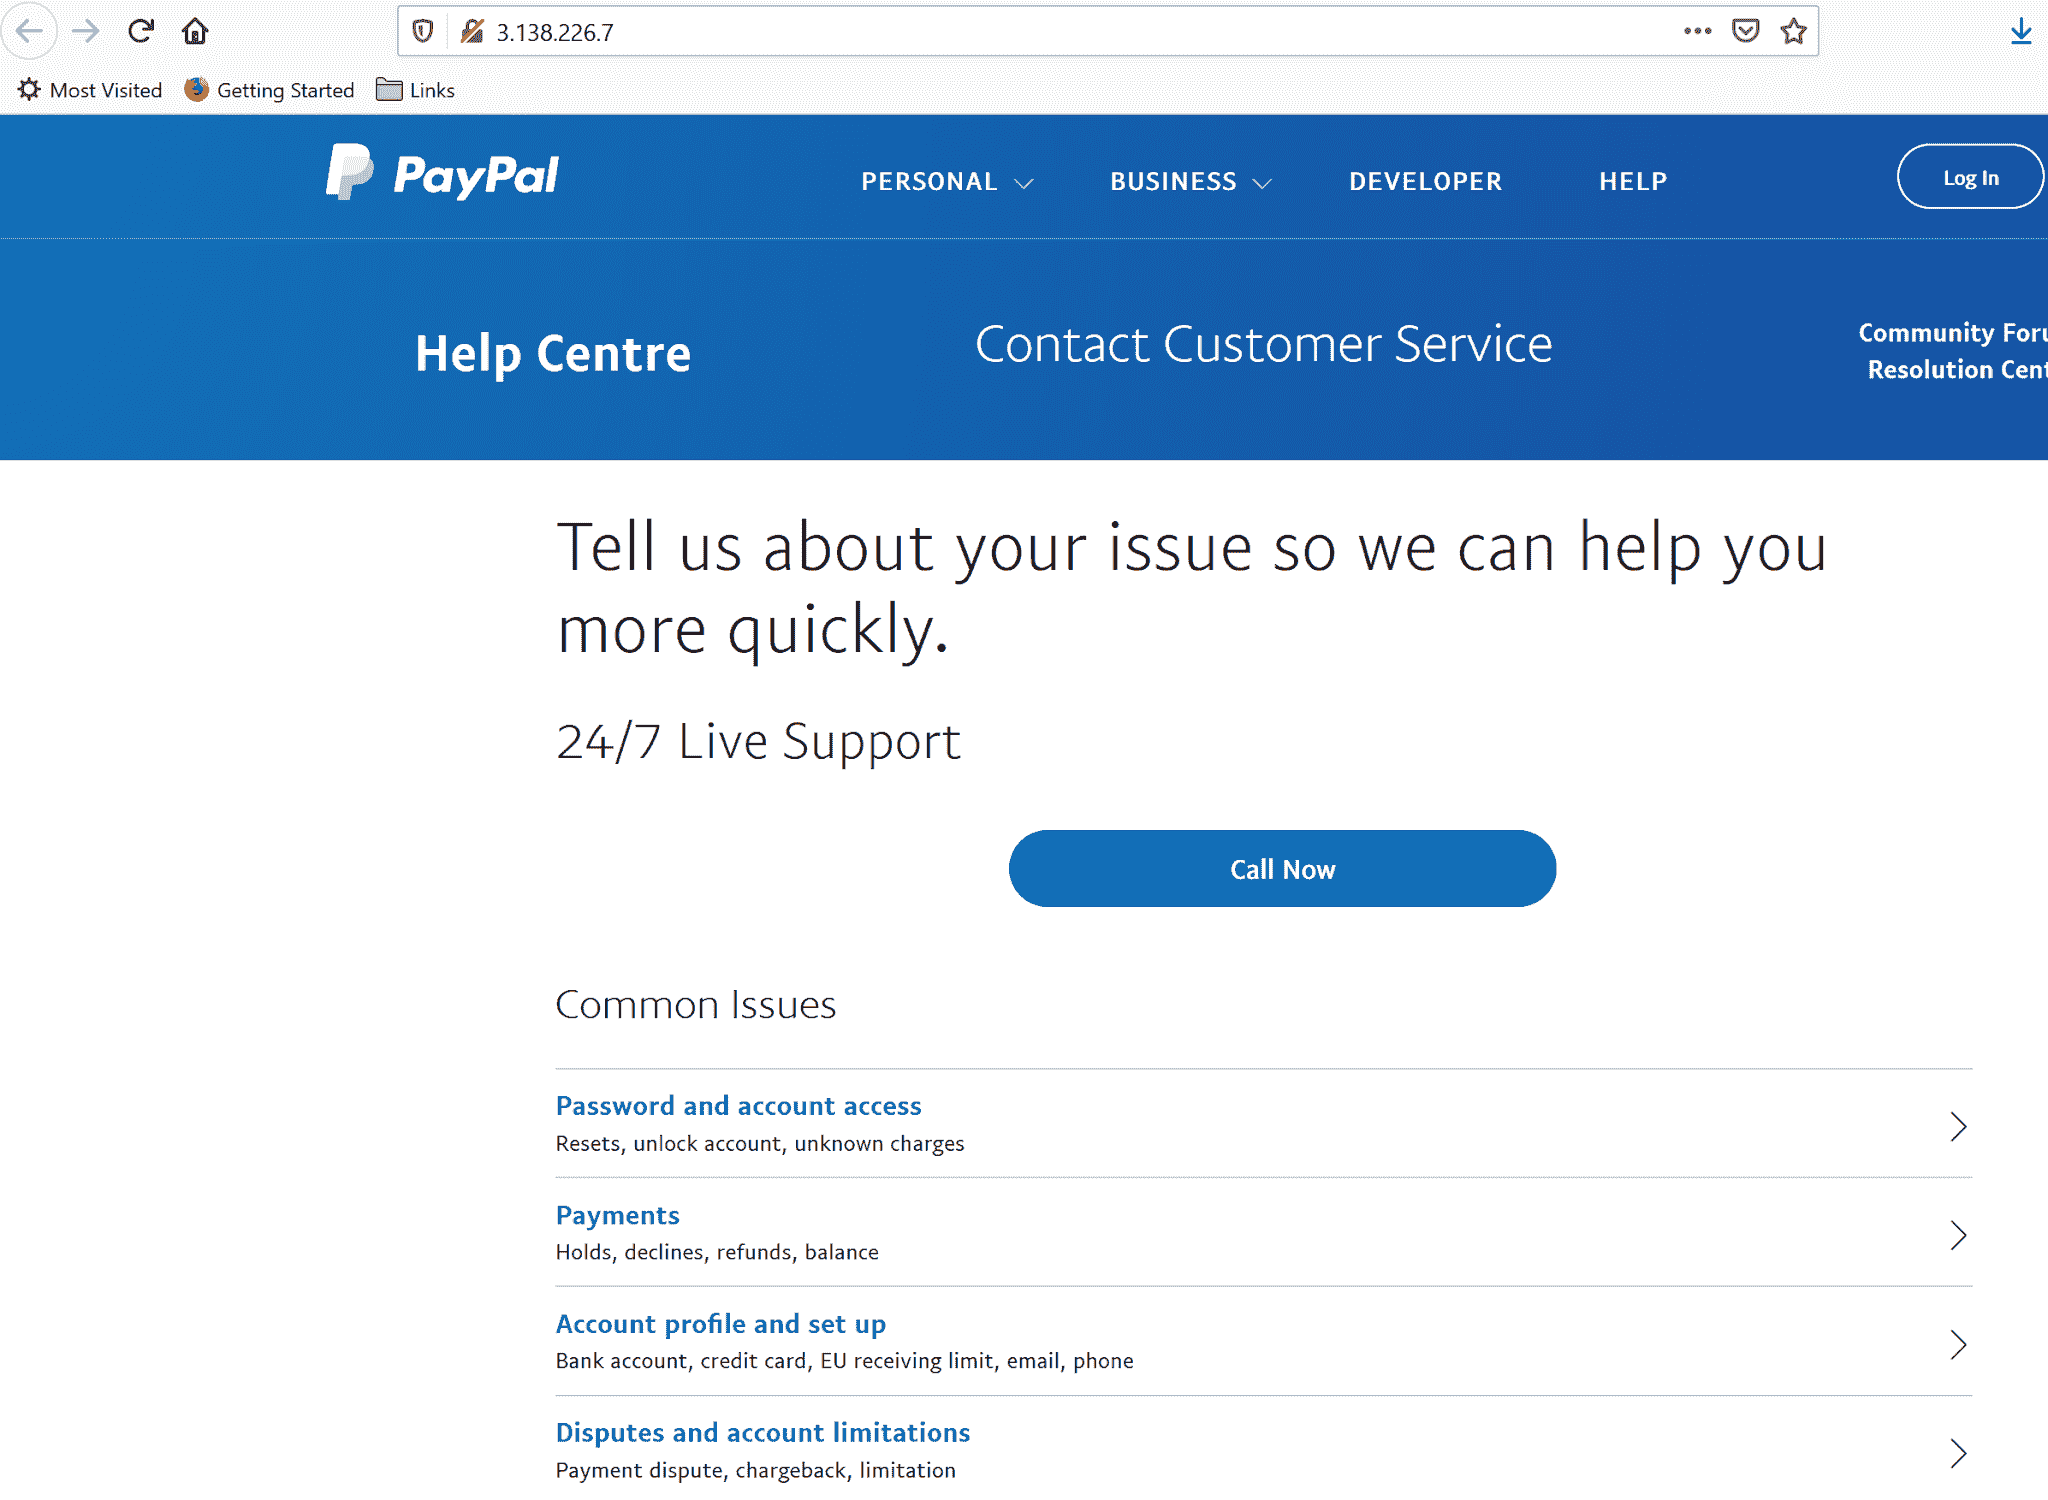 3.138.226.7
Most Visited Getting Started Links
PayPal PERSONAL BUSINESS DEVELOPER HELP Log In
Help Centre Contact Customer Service
Community Foru
Resolution Cent
Tell us about your issue so we can help you
more quickly.
24/7 Live Support
Call Now
Common Issues
Password and account access
Resets, unlock account, unknown charges
Payments
Holds, declines, refunds, balance
Account profile and set up
Bank account, credit card, EU receiving limit, email, phone
Disputes and account limitations
Payment dispute, chargeback, limitation